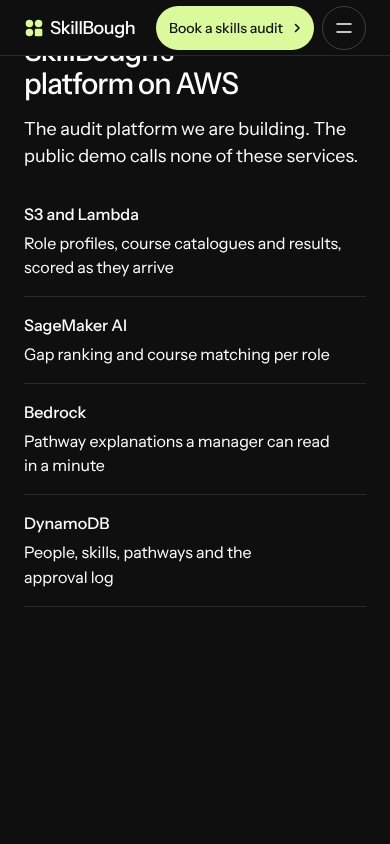 SkillBough
Book a skills audit
SkillBough's
platform on AWS
The audit platform we are building. The
public demo calls none of these services.
S3 and Lambda
Role profiles, course catalogues and results,
scored as they arrive
SageMaker AI
Gap ranking and course matching per role
Bedrock
Pathway explanations a manager can read
in a minute
DynamoDB
People, skills, pathways and the
approval log